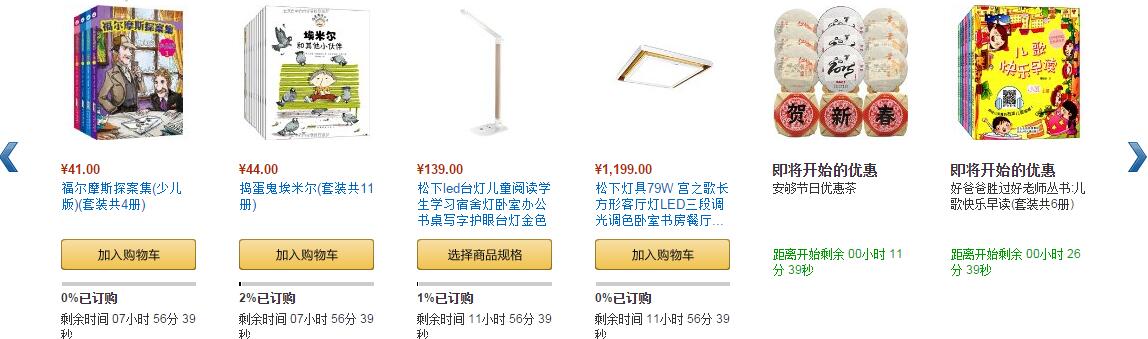 福尔摩斯探案集
埃米尔
和其他小伙伴
2015
贺 新 春
儿歌
快乐早读
¥41.00
福尔摩斯探案集(少儿
版)(套装共4册)
加入购物车
0%已订购
剩余时间 07小时 56分 39
秒
¥44.00
捣蛋鬼埃米尔(套装共11
册)
加入购物车
2%已订购
剩余时间 07小时 56分 39
秒
¥139.00
松下led台灯儿童阅读学
生学习宿舍灯卧室办公
书桌写字护眼台灯金色
选择商品规格
1%已订购
剩余时间 11小时 56分 39
秒
¥1,199.00
松下灯具79W 宫之歌长
方形客厅灯LED三段调
光调色卧室书房餐厅...
加入购物车
0%已订购
剩余时间 11小时 56分 39
秒
即将开始的优惠
安够节日优惠茶
距离开始剩余 00小时 11
分 39秒
即将开始的优惠
好爸爸胜过好老师丛书:儿
歌快乐早读(套装共6册)
距离开始剩余 00小时 26
分 39秒